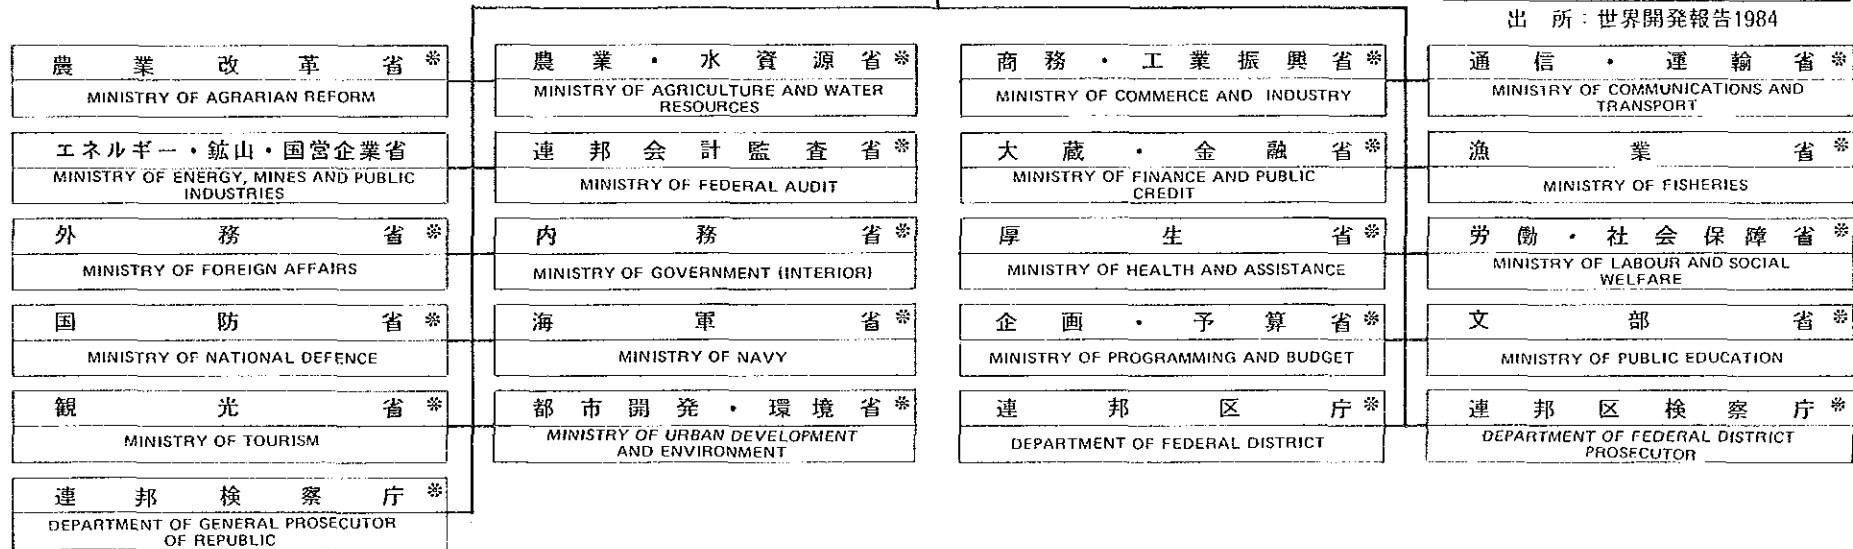 出所：世界開発報告1984
農業改革省※
MINISTRY OF AGRARIAN REFORM
農業・水資源省※
MINISTRY OF AGRICULTURE AND WATER
RESOURCES
商務・工業振興省※
MINISTRY OF COMMERCE AND INDUSTRY
通信・運輸省※
MINISTRY OF COMMUNICATIONS AND
TRANSPORT
エネルギー・鉱山・国営企業省
MINISTRY OF ENERGY, MINES AND PUBLIC
INDUSTRIES
連邦会計監査省※
MINISTRY OF FEDERAL AUDIT
大蔵・金融省※
MINISTRY OF FINANCE AND PUBLIC
CREDIT
漁業省※
MINISTRY OF FISHERIES
外務省※
MINISTRY OF FOREIGN AFFAIRS
内務省※
MINISTRY OF GOVERNMENT (INTERIOR)
厚生省※
MINISTRY OF HEALTH AND ASSISTANCE
労働・社会保障省※
MINISTRY OF LABOUR AND SOCIAL
WELFARE
国防省※
MINISTRY OF NATIONAL DEFENCE
海軍省※
MINISTRY OF NAVY
企画・予算省※
MINISTRY OF PROGRAMMING AND BUDGET
文部省※
MINISTRY OF PUBLIC EDUCATION
観光省※
MINISTRY OF TOURISM
都市開発・環境省※
MINISTRY OF URBAN DEVELOPMENT
AND ENVIRONMENT
連邦区庁※
DEPARTMENT OF FEDERAL DISTRICT
連邦区検察庁※
DEPARTMENT OF FEDERAL DISTRICT
PROSECUTOR
連邦検察庁※
DEPARTMENT OF GENERAL PROSECUTOR
OF REPUBLIC